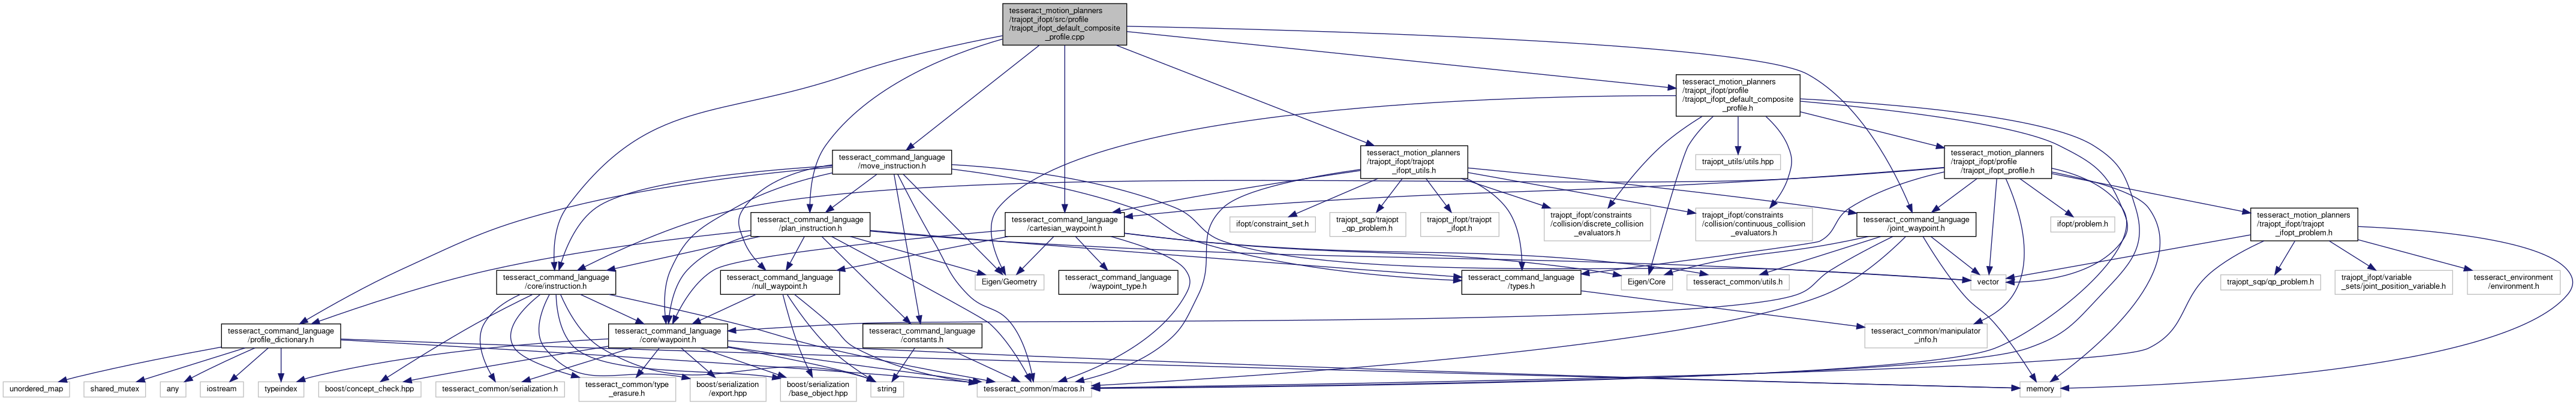 tesseract_motion_planners
/trajopt_ifopt/src/profile
/trajopt_ifopt_default_composite
_profile.cpp
tesseract_motion_planners
/trajopt_ifopt/profile
/trajopt_ifopt_default_composite
_profile.h
tesseract_command_language
/move_instruction.h
tesseract_motion_planners
/trajopt_ifopt/trajopt
_ifopt_utils.h
trajopt_utils/utils.hpp
tesseract_motion_planners
/trajopt_ifopt/profile
/trajopt_ifopt_profile.h
tesseract_command_language
/plan_instruction.h
tesseract_command_language
/cartesian_waypoint.h
ifopt/constraint_set.h
trajopt_sqp/trajopt
_qp_problem.h
trajopt_ifopt/trajopt
_ifopt.h
trajopt_ifopt/constraints
/collision/discrete_collision
_evaluators.h
trajopt_ifopt/constraints
/collision/continuous_collision
_evaluators.h
tesseract_command_language
/joint_waypoint.h
ifopt/problem.h
tesseract_motion_planners
/trajopt_ifopt/trajopt
_ifopt_problem.h
tesseract_command_language
/core/instruction.h
tesseract_command_language
/null_waypoint.h
Eigen/Geometry
tesseract_command_language
/waypoint_type.h
tesseract_command_language
/types.h
Eigen/Core
tesseract_common/utils.h
vector
trajopt_sqp/qp_problem.h
trajopt_ifopt/variable
_sets/joint_position_variable.h
tesseract_environment
/environment.h
tesseract_command_language
/profile_dictionary.h
tesseract_command_language
/core/waypoint.h
tesseract_command_language
/constants.h
tesseract_common/manipulator
_info.h
unordered_map
shared_mutex
any
iostream
typeindex
boost/concept_check.hpp
tesseract_common/serialization.h
tesseract_common/type
_erasure.h
boost/serialization
/export.hpp
boost/serialization
/base_object.hpp
string
tesseract_common/macros.h
memory